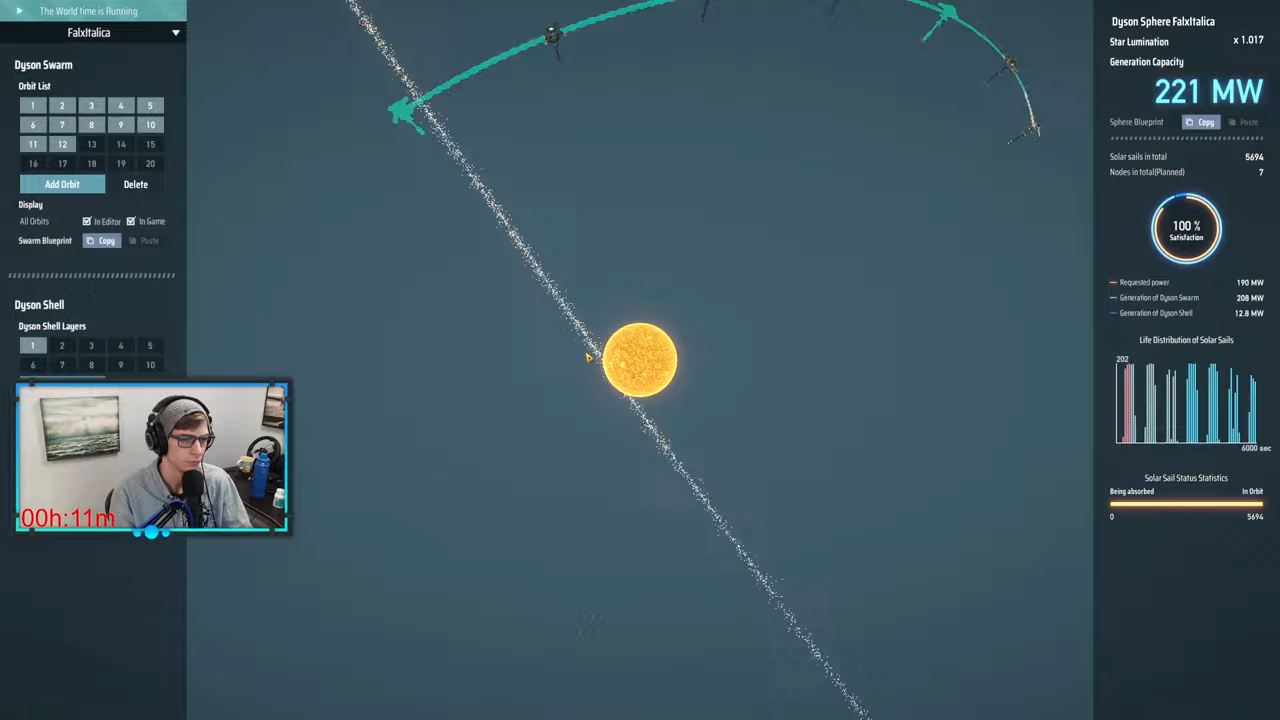 The World time is Running
FalxItalica
Dyson Swarm
Orbit List
1 2 3 4 5
6 7 8 9 10
11 12 13 14 15
16 17 18 19 20
Add Orbit Delete
Display
All Orbits In Editor In Game
Swarm Blueprint Copy Paste
Dyson Shell
Dyson Shell Layers
1 2 3 4 5
6 7 8 9 10
00h:11m
Dyson Sphere FalxItalica
Star Lumination x 1.017
Generation Capacity
221 MW
Sphere Blueprint Copy Paste
Solar sails in total 5694
Nodes in total(Planned) 7
100 %
Satisfaction
Requested power 190 MW
Generation of Dyson Swarm 208 MW
Generation of Dyson Shell 12.8 MW
Life Distribution of Solar Sails
202
6000 sec
Solar Sail Status Statistics
Being absorbed In Orbit
0 5694